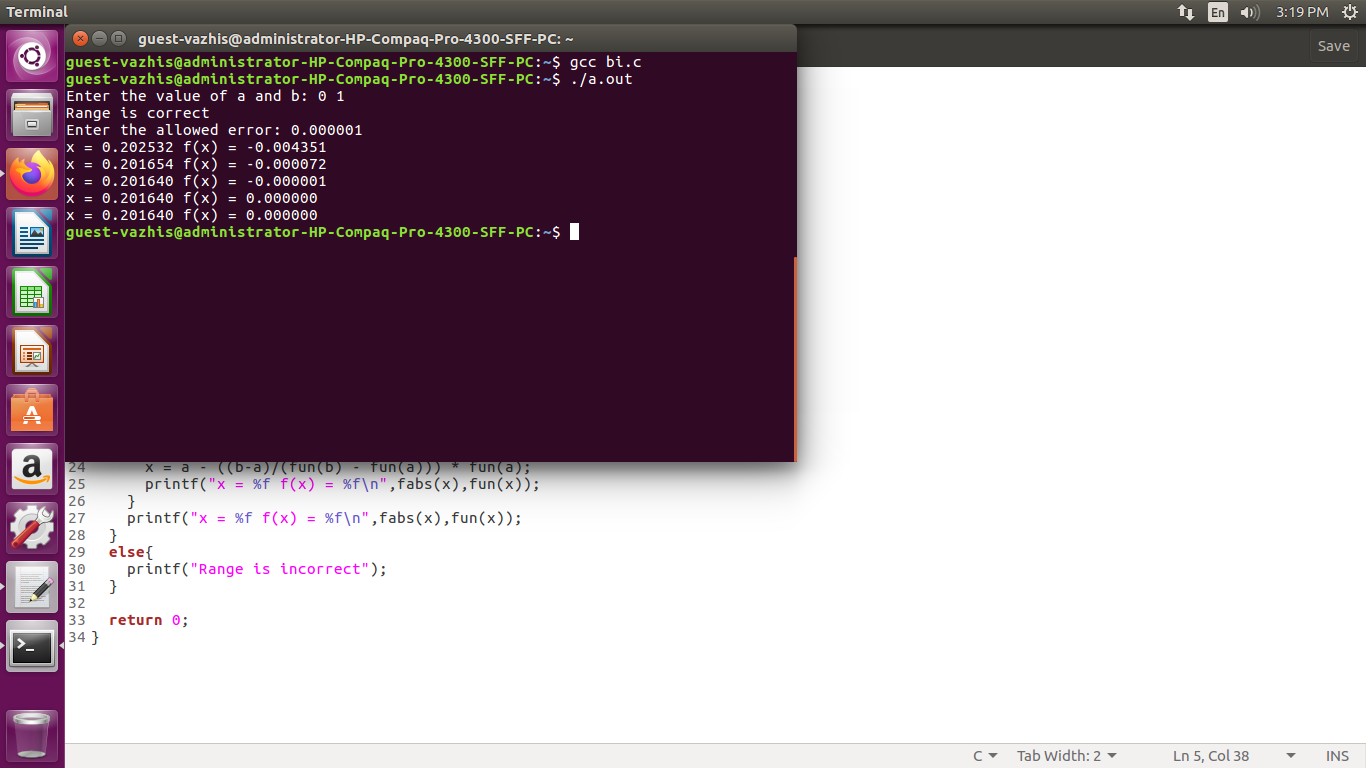 Terminal
En
3:19 PM
guest-vazhis@administrator-HP-Compaq-Pro-4300-SFF-PC: ~
Save
guest-vazhis@administrator-HP-Compaq-Pro-4300-SFF-PC:~$ gcc bi.c
guest-vazhis@administrator-HP-Compaq-Pro-4300-SFF-PC:~$ ./a.out
Enter the value of a and b: 0 1
Range is correct
Enter the allowed error: 0.000001
x = 0.202532 f(x) = -0.004351
x = 0.201654 f(x) = -0.000072
x = 0.201640 f(x) = -0.000001
x = 0.201640 f(x) = 0.000000
x = 0.201640 f(x) = 0.000000
guest-vazhis@administrator-HP-Compaq-Pro-4300-SFF-PC:~$
24 x = a - ((b-a)/(fun(b) - fun(a))) * fun(a);
25 printf("x = %f f(x) = %f\n",fabs(x),fun(x));
26 }
27 printf("x = %f f(x) = %f\n",fabs(x),fun(x));
28 }
29 else{
30 printf("Range is incorrect");
31 }
32
33 return 0;
34 }
C Tab Width: 2 Ln 5, Col 38 INS